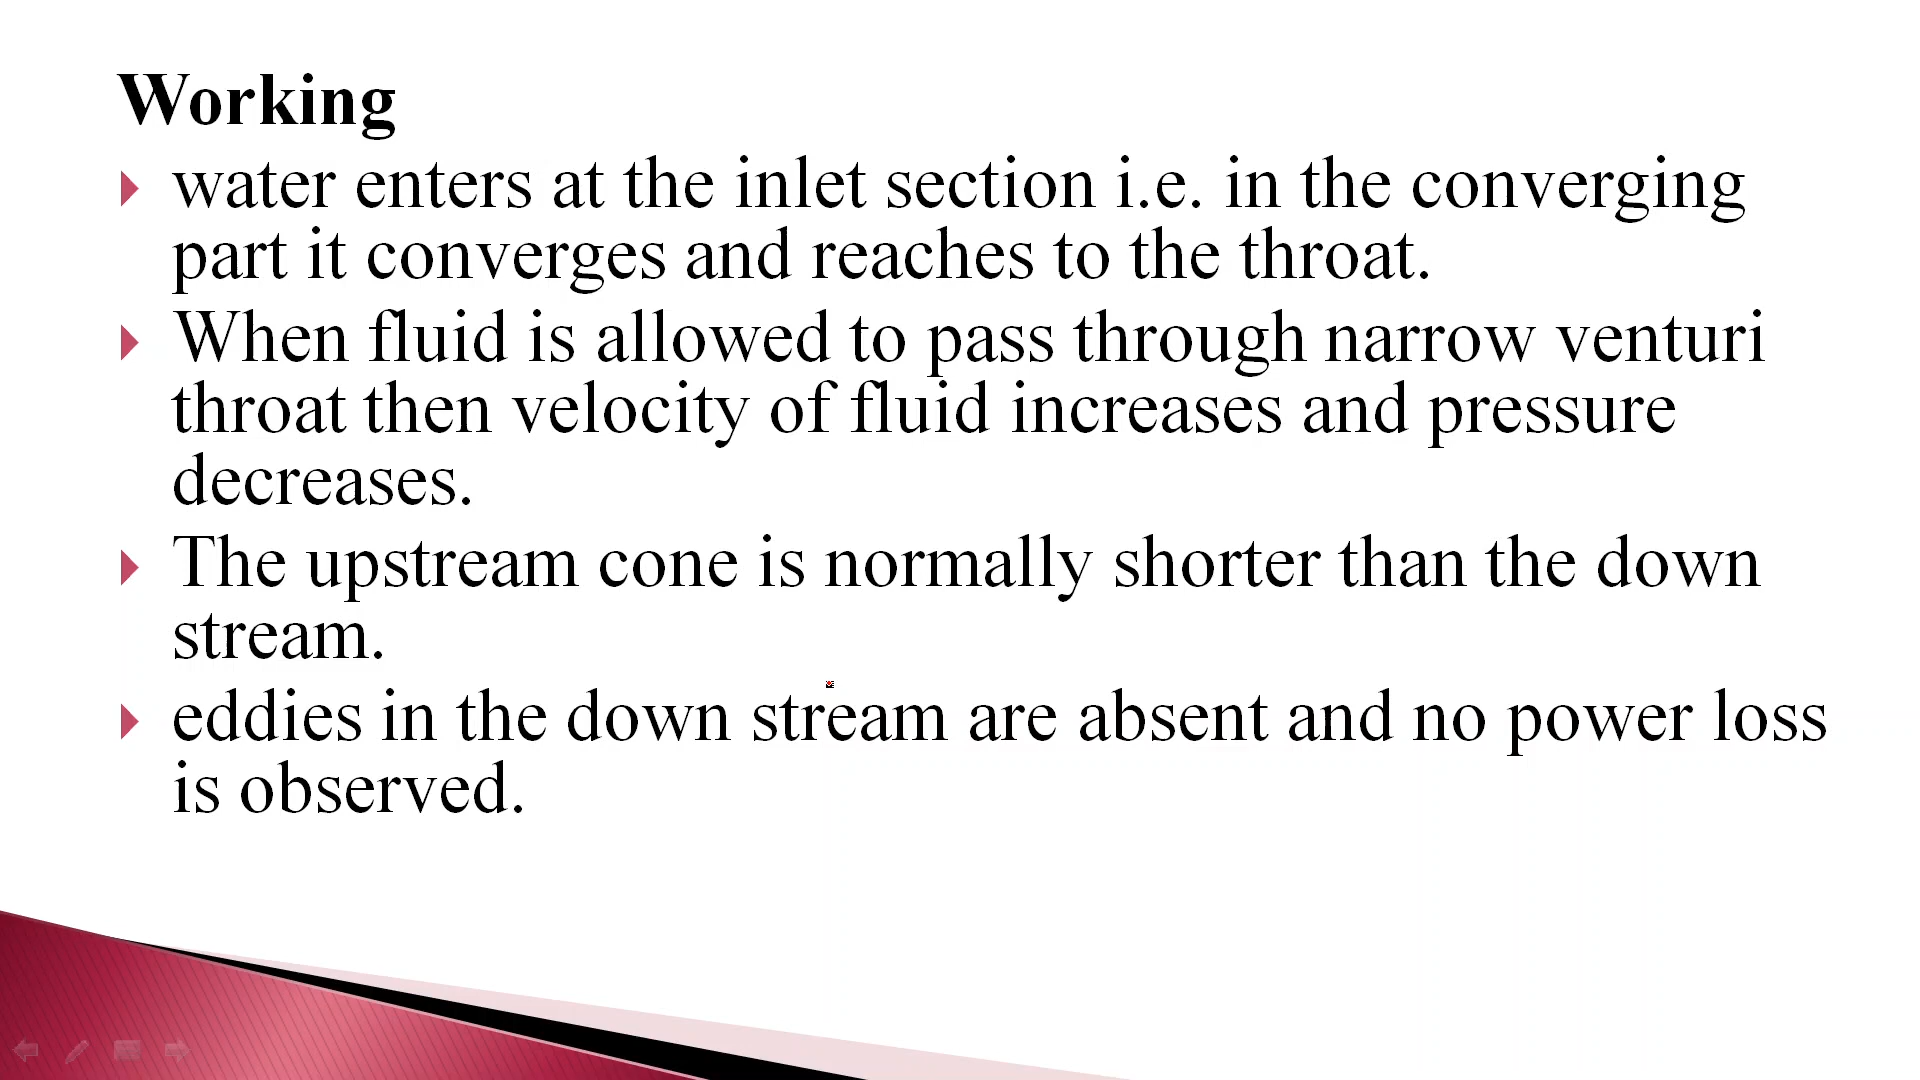 Working
water enters at the inlet section i.e. in the converging
part it converges and reaches to the throat.
When fluid is allowed to pass through narrow venturi
throat then velocity of fluid increases and pressure
decreases.
The upstream cone is normally shorter than the down
stream.
eddies in the down stream are absent and no power loss
is observed.